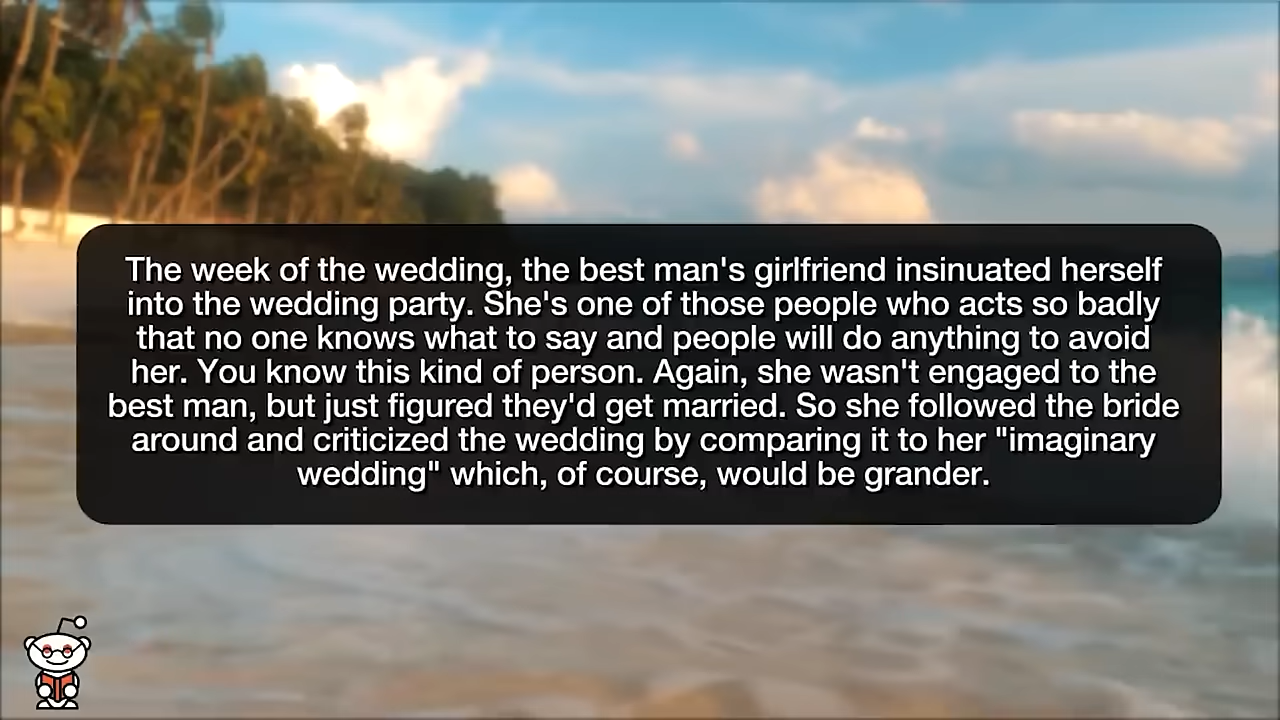 The week of the wedding, the best man's girlfriend insinuated herself
into the wedding party. She's one of those people who acts so badly
that no one knows what to say and people will do anything to avoid
her. You know this kind of person. Again, she wasn't engaged to the
best man, but just figured they'd get married. So she followed the bride
around and criticized the wedding by comparing it to her "imaginary
wedding" which, of course, would be grander.